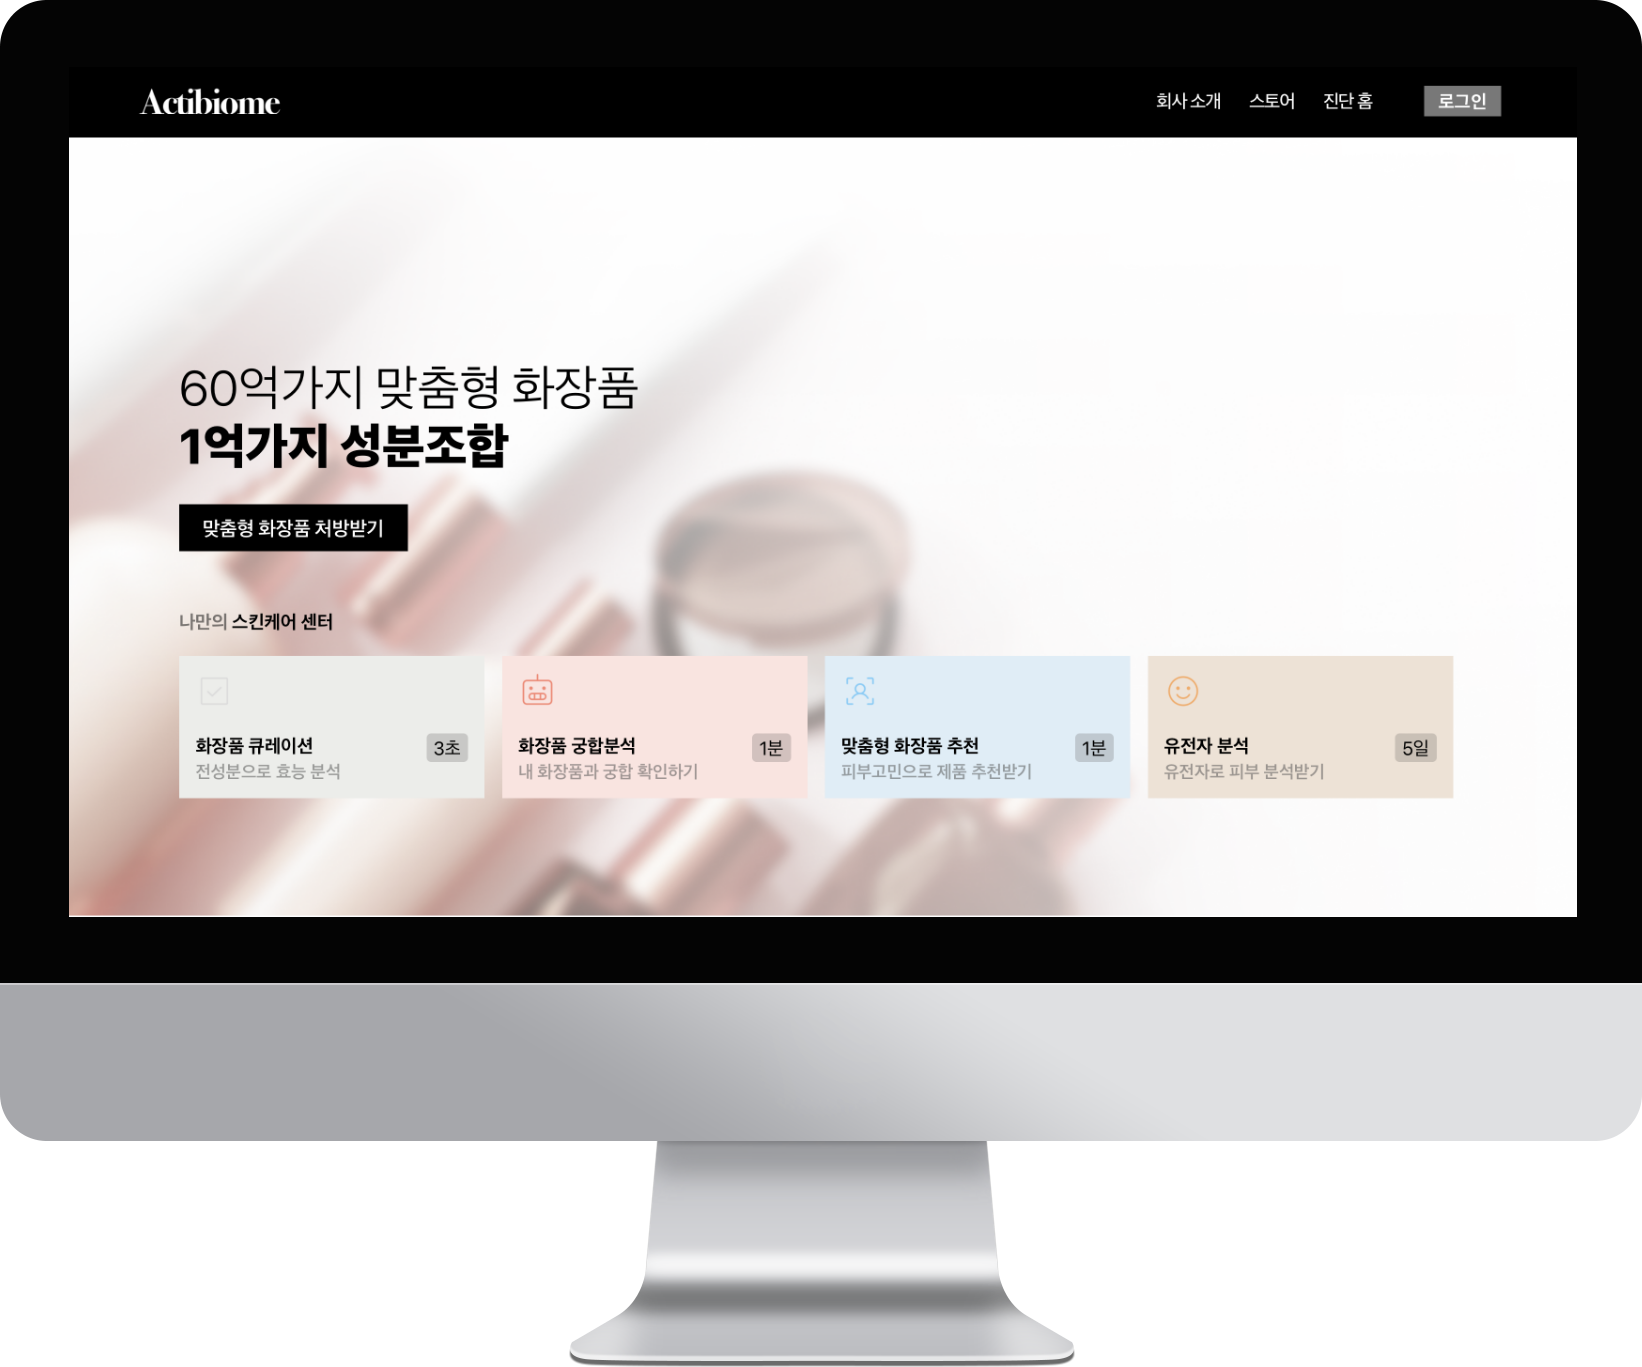 Actibiome
회사 소개
스토어
진단 홈
로그인
60억가지 맞춤형 화장품
1억가지 성분조합
맞춤형 화장품 처방받기
나만의 스킨케어 센터
화장품 큐레이션
3초
전성분으로 효능 분석
화장품 궁합분석
1분
내 화장품과 궁합 확인하기
맞춤형 화장품 추천
1분
피부고민으로 제품 추천받기
유전자 분석
5일
유전자로 피부 분석받기